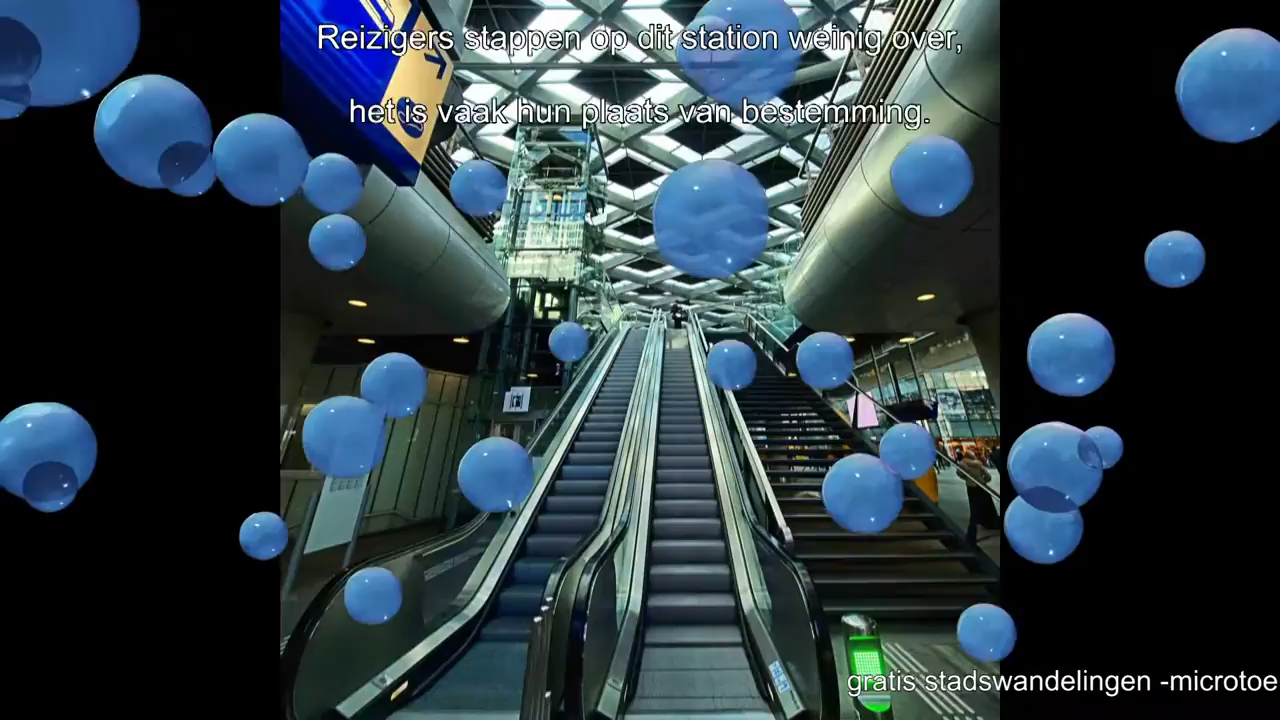 Reizigers stappen op dit station weinig over,
het is vaak hun plaats van bestemming.
gratis stadswandelingen -microtoe